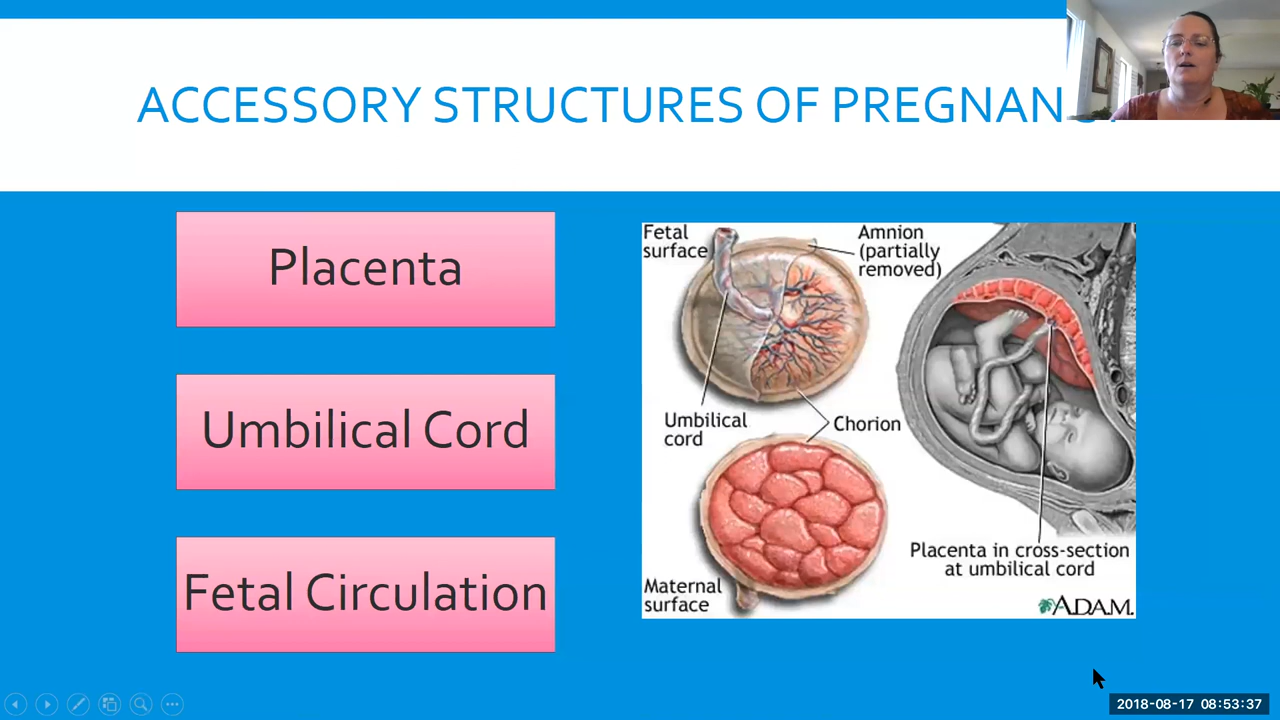 ACCESSORY STRUCTURES OF PREGNAN
Placenta
Umbilical Cord
Fetal Circulation
Fetal
surface
Amnion
(partially
removed)
Umbilical
cord
Chorion
Maternal
surface
Placenta in cross-section
at umbilical cord
A.D.A.M.
2018-08-17 08:53:37